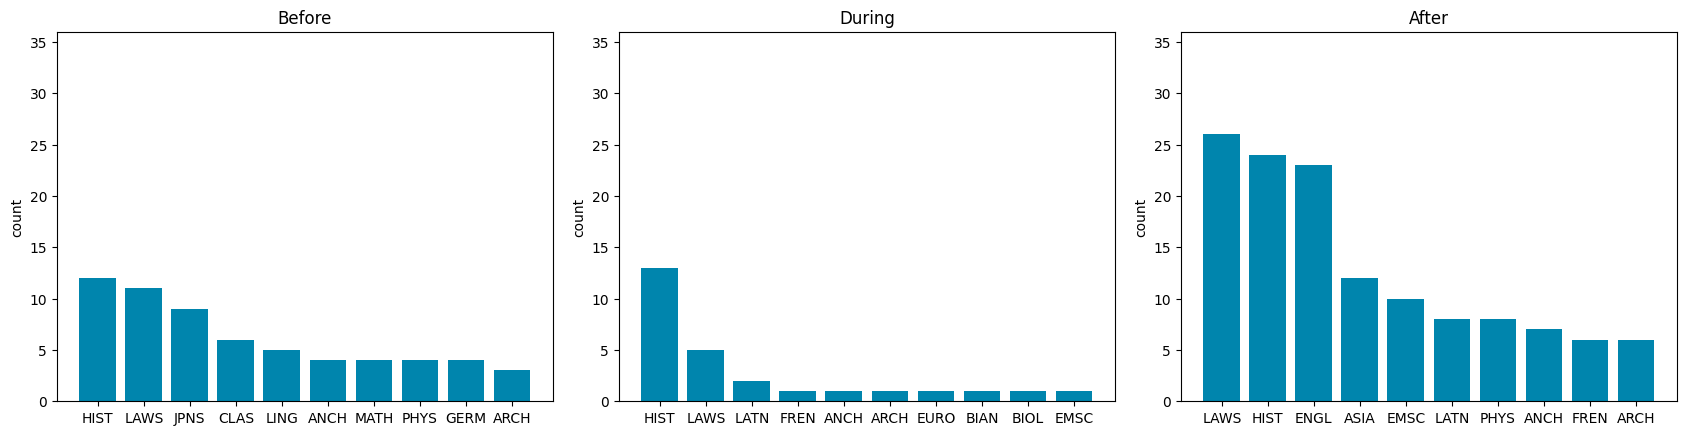 Before
35
30
25
20
15
10
5
0
count
HIST LAWS JPNS CLAS LING ANCH MATH PHYS GERM ARCH
During
35
30
25
20
15
10
5
0
count
HIST LAWS LATN FREN ANCH ARCH EURO BIAN BIOL EMSC
After
35
30
25
20
15
10
5
0
count
LAWS HIST ENGL ASIA EMSC LATN PHYS ANCH FREN ARCH